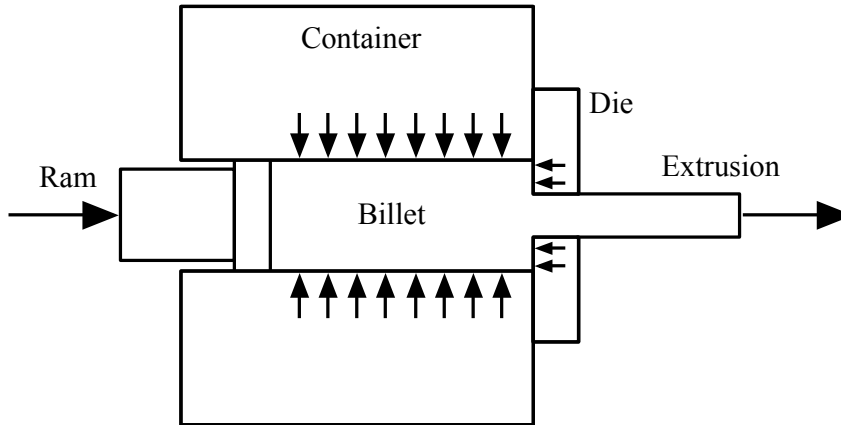 Container
Die
Ram
Extrusion
Billet